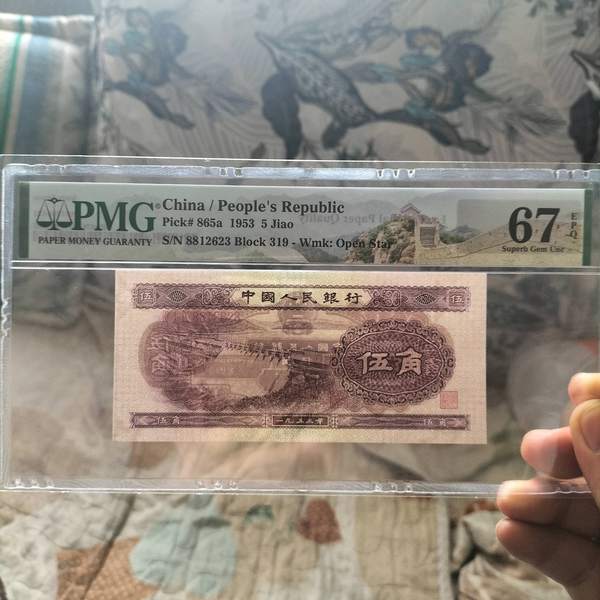 PMG
PAPER MONEY GUARANTY
China / People's Republic
Pick# 865a 1953 5 Jiao
S/N 8812623 Block 319 - Wmk: Open Star
67 EPQ
Superb Gem Unc
伍 中國人民銀行 伍
伍角
伍角 一九五三年 伍角